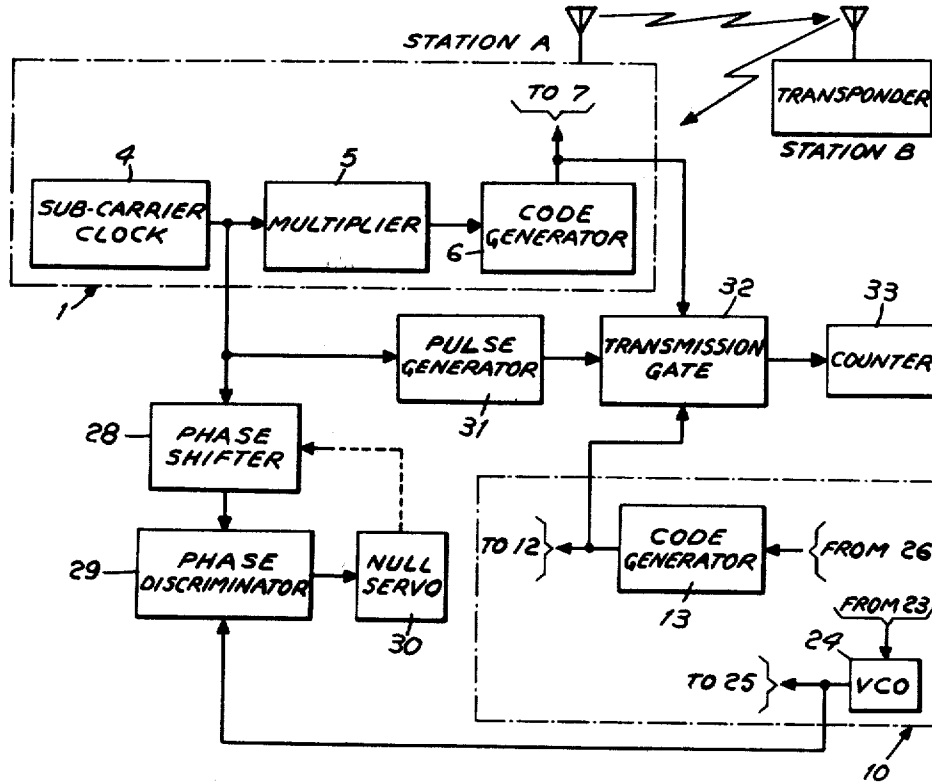 STATION A
TO 7
TRANSPONDER
STATION B
4
5
SUB-CARRIER
CLOCK
MULTIPLIER
CODE
GENERATOR
6
1
32
33
PULSE
GENERATOR
31
TRANSMISSION
GATE
COUNTER
28
PHASE
SHIFTER
29
PHASE
DISCRIMINATOR
NULL
SERVO
30
TO 12
CODE
GENERATOR
13
FROM 26
FROM 23
24
VCO
TO 25
10